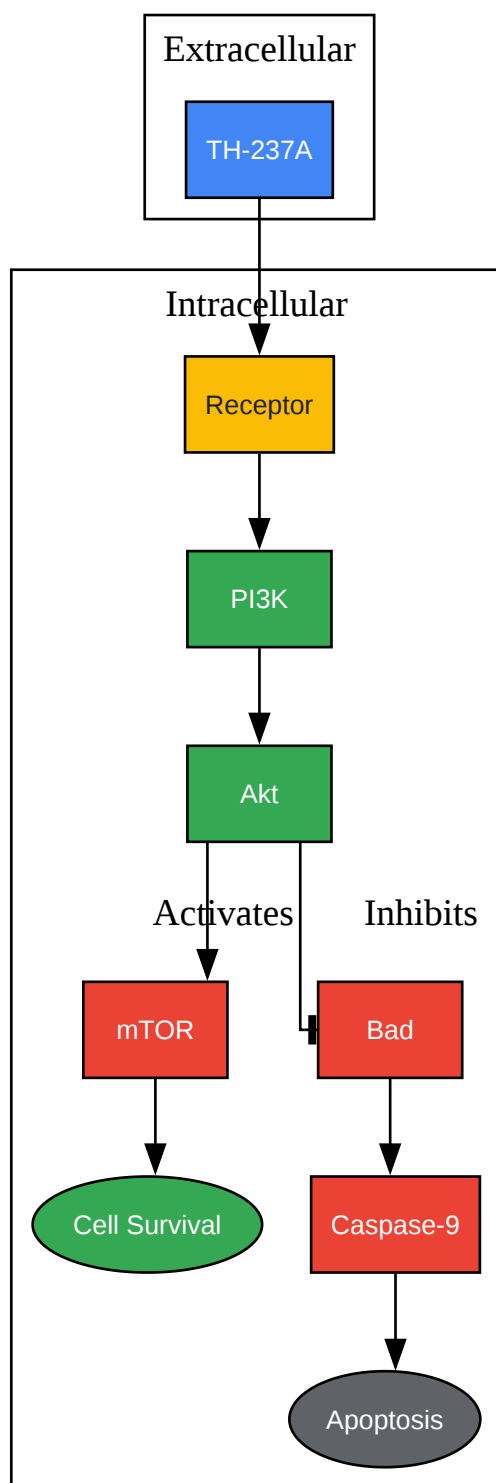 Extracellular
TH-237A
Intracellular
Receptor
PI3K
Akt
Activates
Inhibits
mTOR
Bad
Cell Survival
Caspase-9
Apoptosis